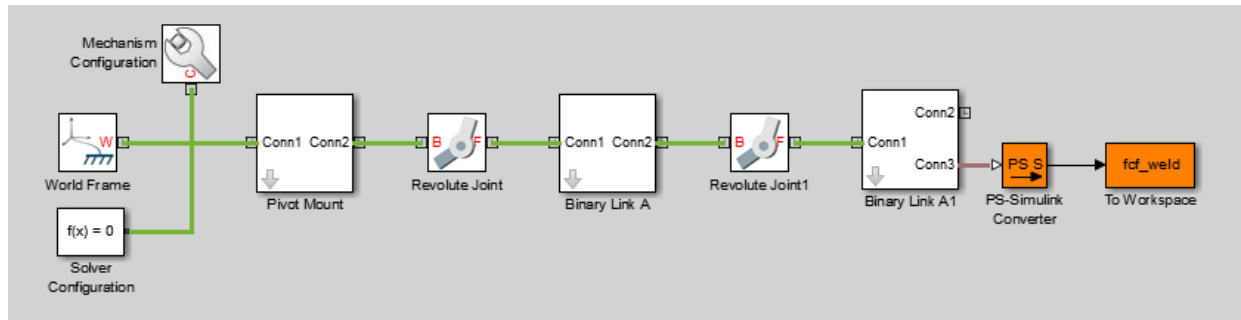 Mechanism
Configuration
C
W
World Frame
f(x) = 0
Solver
Configuration
Conn1 Conn2
Pivot Mount
B F
Revolute Joint
Conn1 Conn2
Binary Link A
B F
Revolute Joint1
Conn2
Conn1
Conn3
Binary Link A1
PS S
PS-Simulink
Converter
fcf_weld
To Workspace